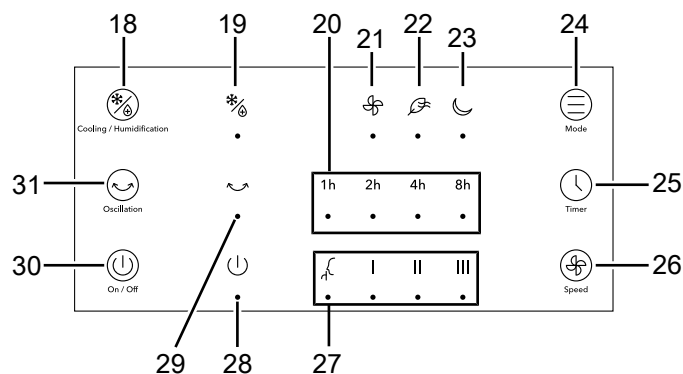 18 19 20 21 22 23 24
Cooling / Humidification
Mode
31 1h 2h 4h 8h 25
Oscillation
Timer
30 I II III 26
On / Off
Speed
29 28 27